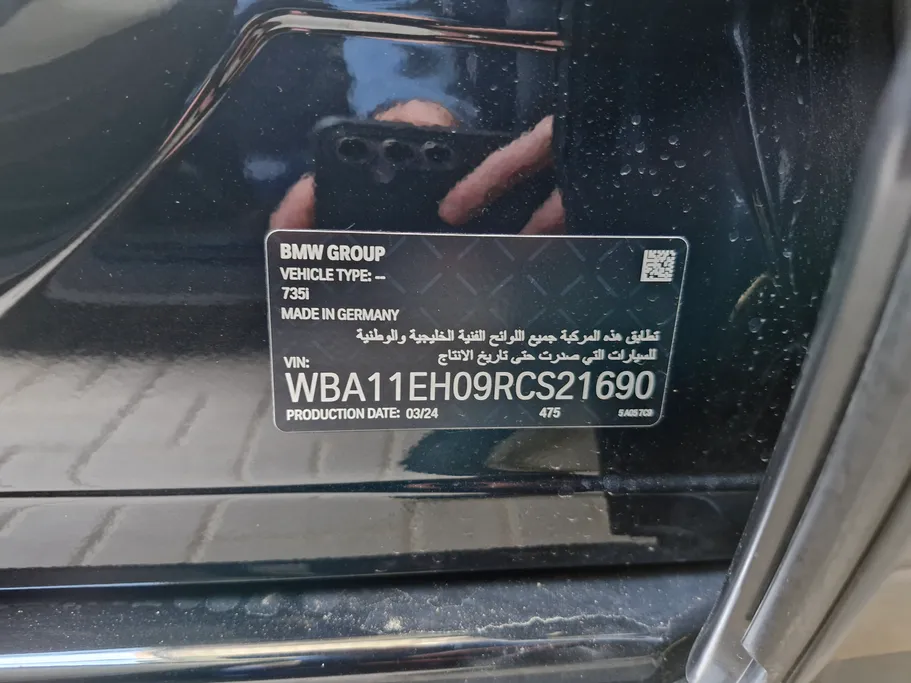 BMW GROUP
VEHICLE TYPE: --
735I
MADE IN GERMANY
تطابق هذه المركبة جميع اللوائح الفنية الخليجية والوطنية
للسيارات التي صدرت حتى تاريخ الانتاج
VIN:
WBA11EH09RCS21690
PRODUCTION DATE: 03/24 475 5A057C9